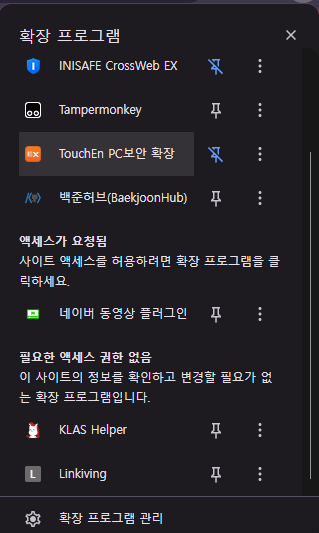 확장 프로그램
INISAFE CrossWeb EX
Tampermonkey
EX
TouchEn PC보안 확장
백준허브(BaekjoonHub)
액세스가 요청됨
사이트 액세스를 허용하려면 확장 프로그램을 클
릭하세요.
네이버 동영상 플러그인
필요한 액세스 권한 없음
이 사이트의 정보를 확인하고 변경할 필요가 없
는 확장 프로그램입니다.
KLAS Helper
L
Linkiving
확장 프로그램 관리